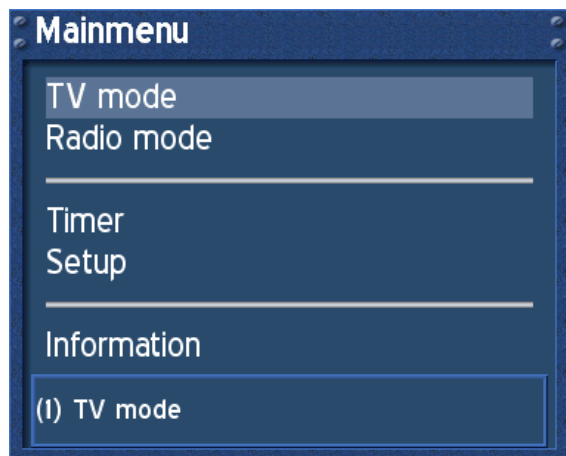 Mainmenu
TV mode
Radio mode
Timer
Setup
Information
(1) TV mode